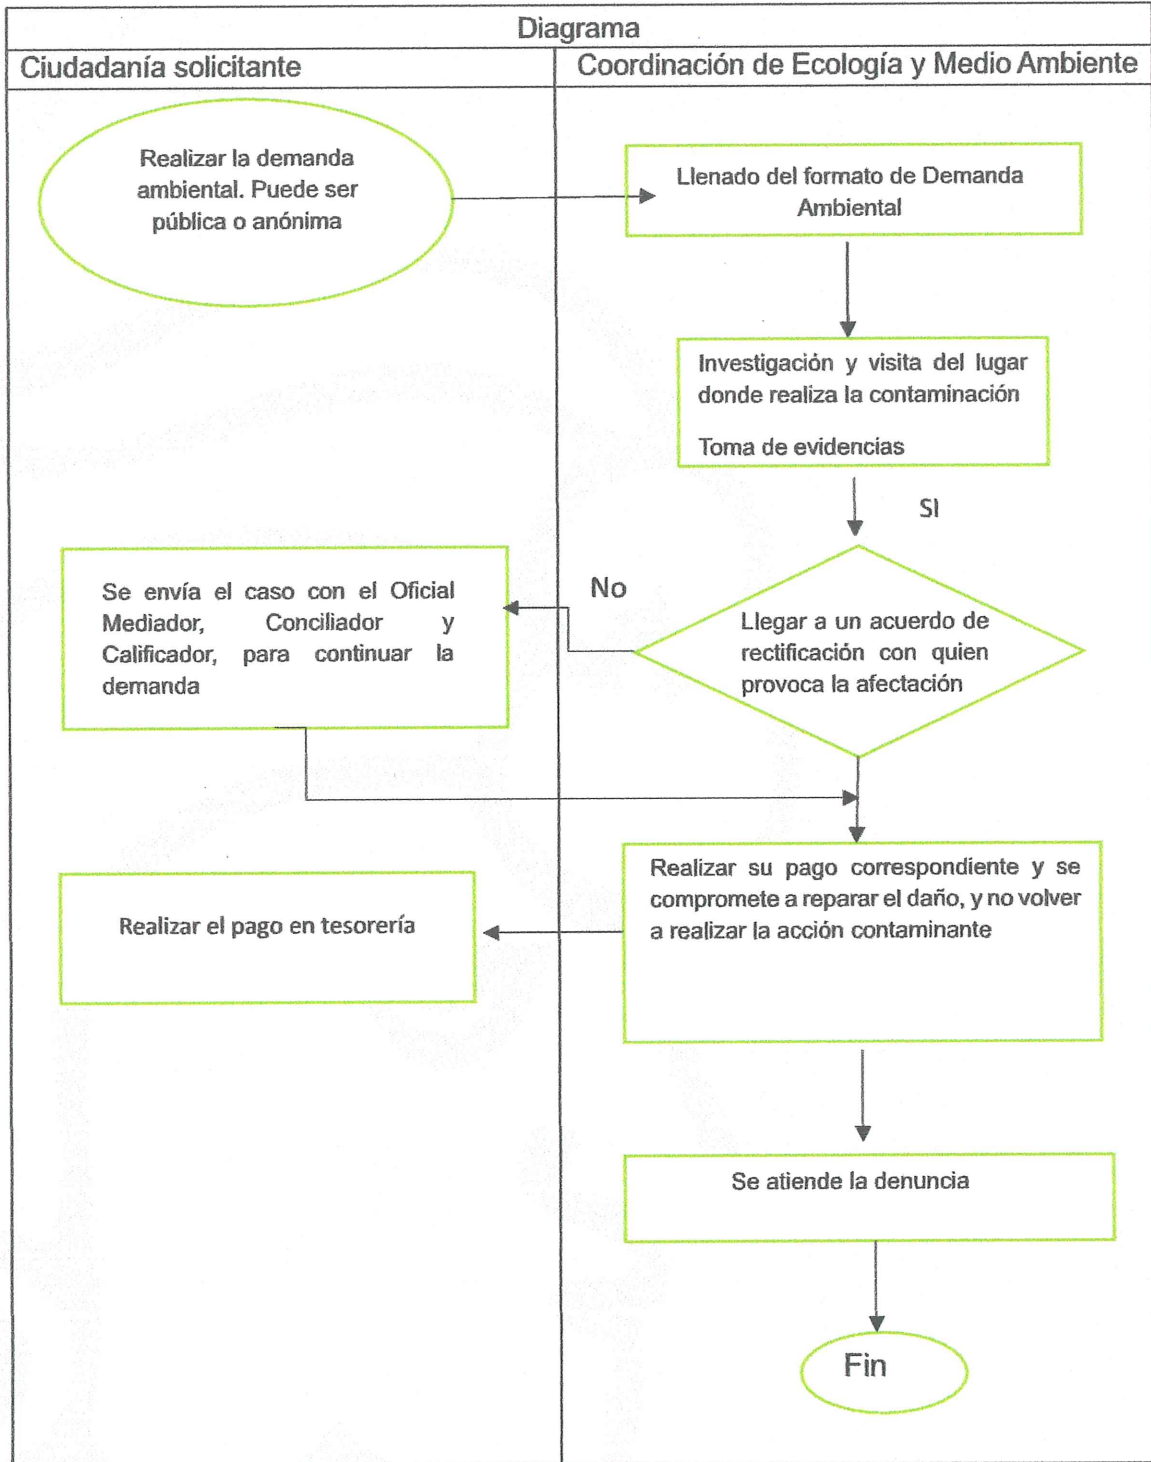 Diagrama
Ciudadanía solicitante
Coordinación de Ecología y Medio Ambiente
Realizar la demanda
ambiental. Puede ser
pública o anónima
Llenado del formato de Demanda
Ambiental
Investigación y visita del lugar
donde realiza la contaminación
Toma de evidencias
SI
No
Se envía el caso con el Oficial
Mediador, Conciliador y
Calificador, para continuar la
demanda
Llegar a un acuerdo de
rectificación con quien
provoca la afectación
Realizar su pago correspondiente y se
compromete a reparar el daño, y no volver
a realizar la acción contaminante
Realizar el pago en tesorería
Se atiende la denuncia
Fin